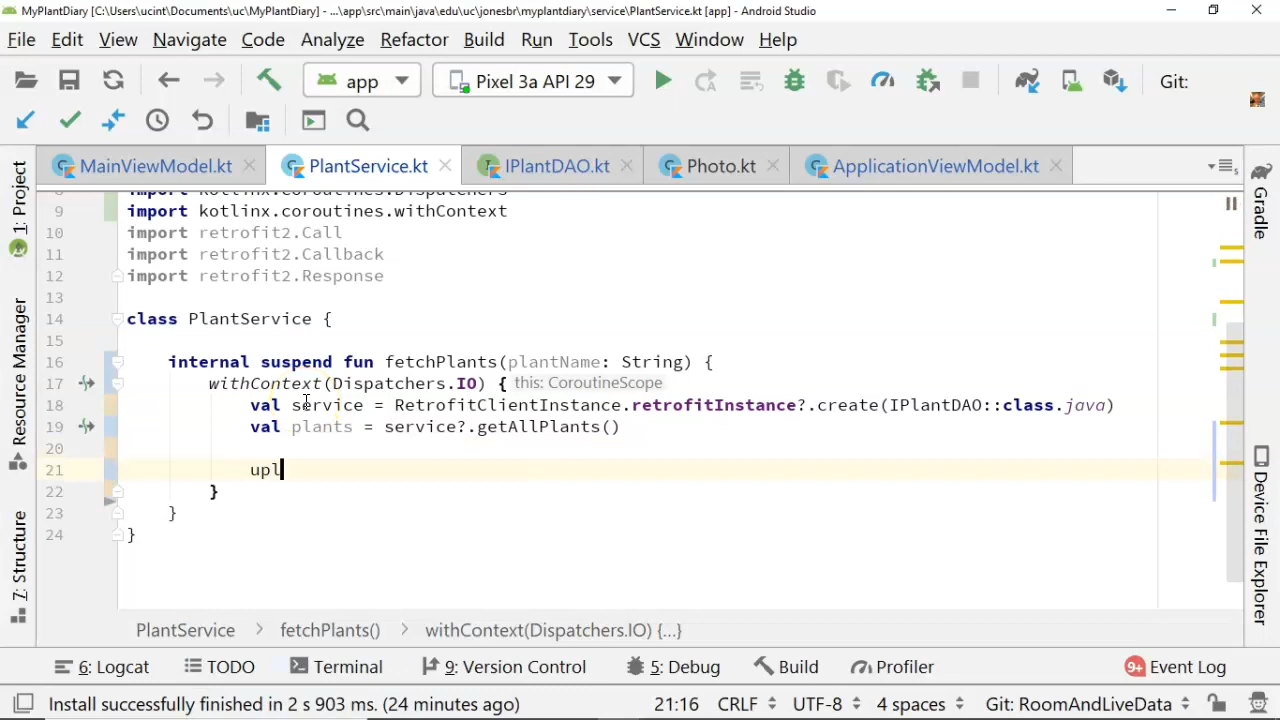 MyPlantDiary [C:\Users\ucint\Documents\uc\MyPlantDiary] - ...\app\src\main\java\edu\uc\jonesbr\myplantdiary\service\PlantService.kt [app] - Android Studio
File Edit View Navigate Code Analyze Refactor Build Run Tools VCS Window Help
app Pixel 3a API 29 Git:
MainViewModel.kt PlantService.kt IPlantDAO.kt Photo.kt ApplicationViewModel.kt
import kotlinx.coroutines.Dispatchers
9 import kotlinx.coroutines.withContext
10 import retrofit2.Call
11 import retrofit2.Callback
12 import retrofit2.Response
13
14 class PlantService {
15
16 internal suspend fun fetchPlants(plantName: String) {
17 withContext(Dispatchers.IO) { this: CoroutineScope
18 val service = RetrofitClientInstance.retrofitInstance?.create(IPlantDAO::class.java)
19 val plants = service?.getAllPlants()
20
21 upl
22 }
23 }
24 }
1: Project
Resource Manager
7: Structure
Gradle
Device File Explorer
PlantService > fetchPlants() > withContext(Dispatchers.IO) {...}
6: Logcat TODO Terminal 9: Version Control 5: Debug Build Profiler 9+ Event Log
Install successfully finished in 2 s 903 ms. (24 minutes ago) 21:16 CRLF UTF-8 4 spaces Git: RoomAndLiveData